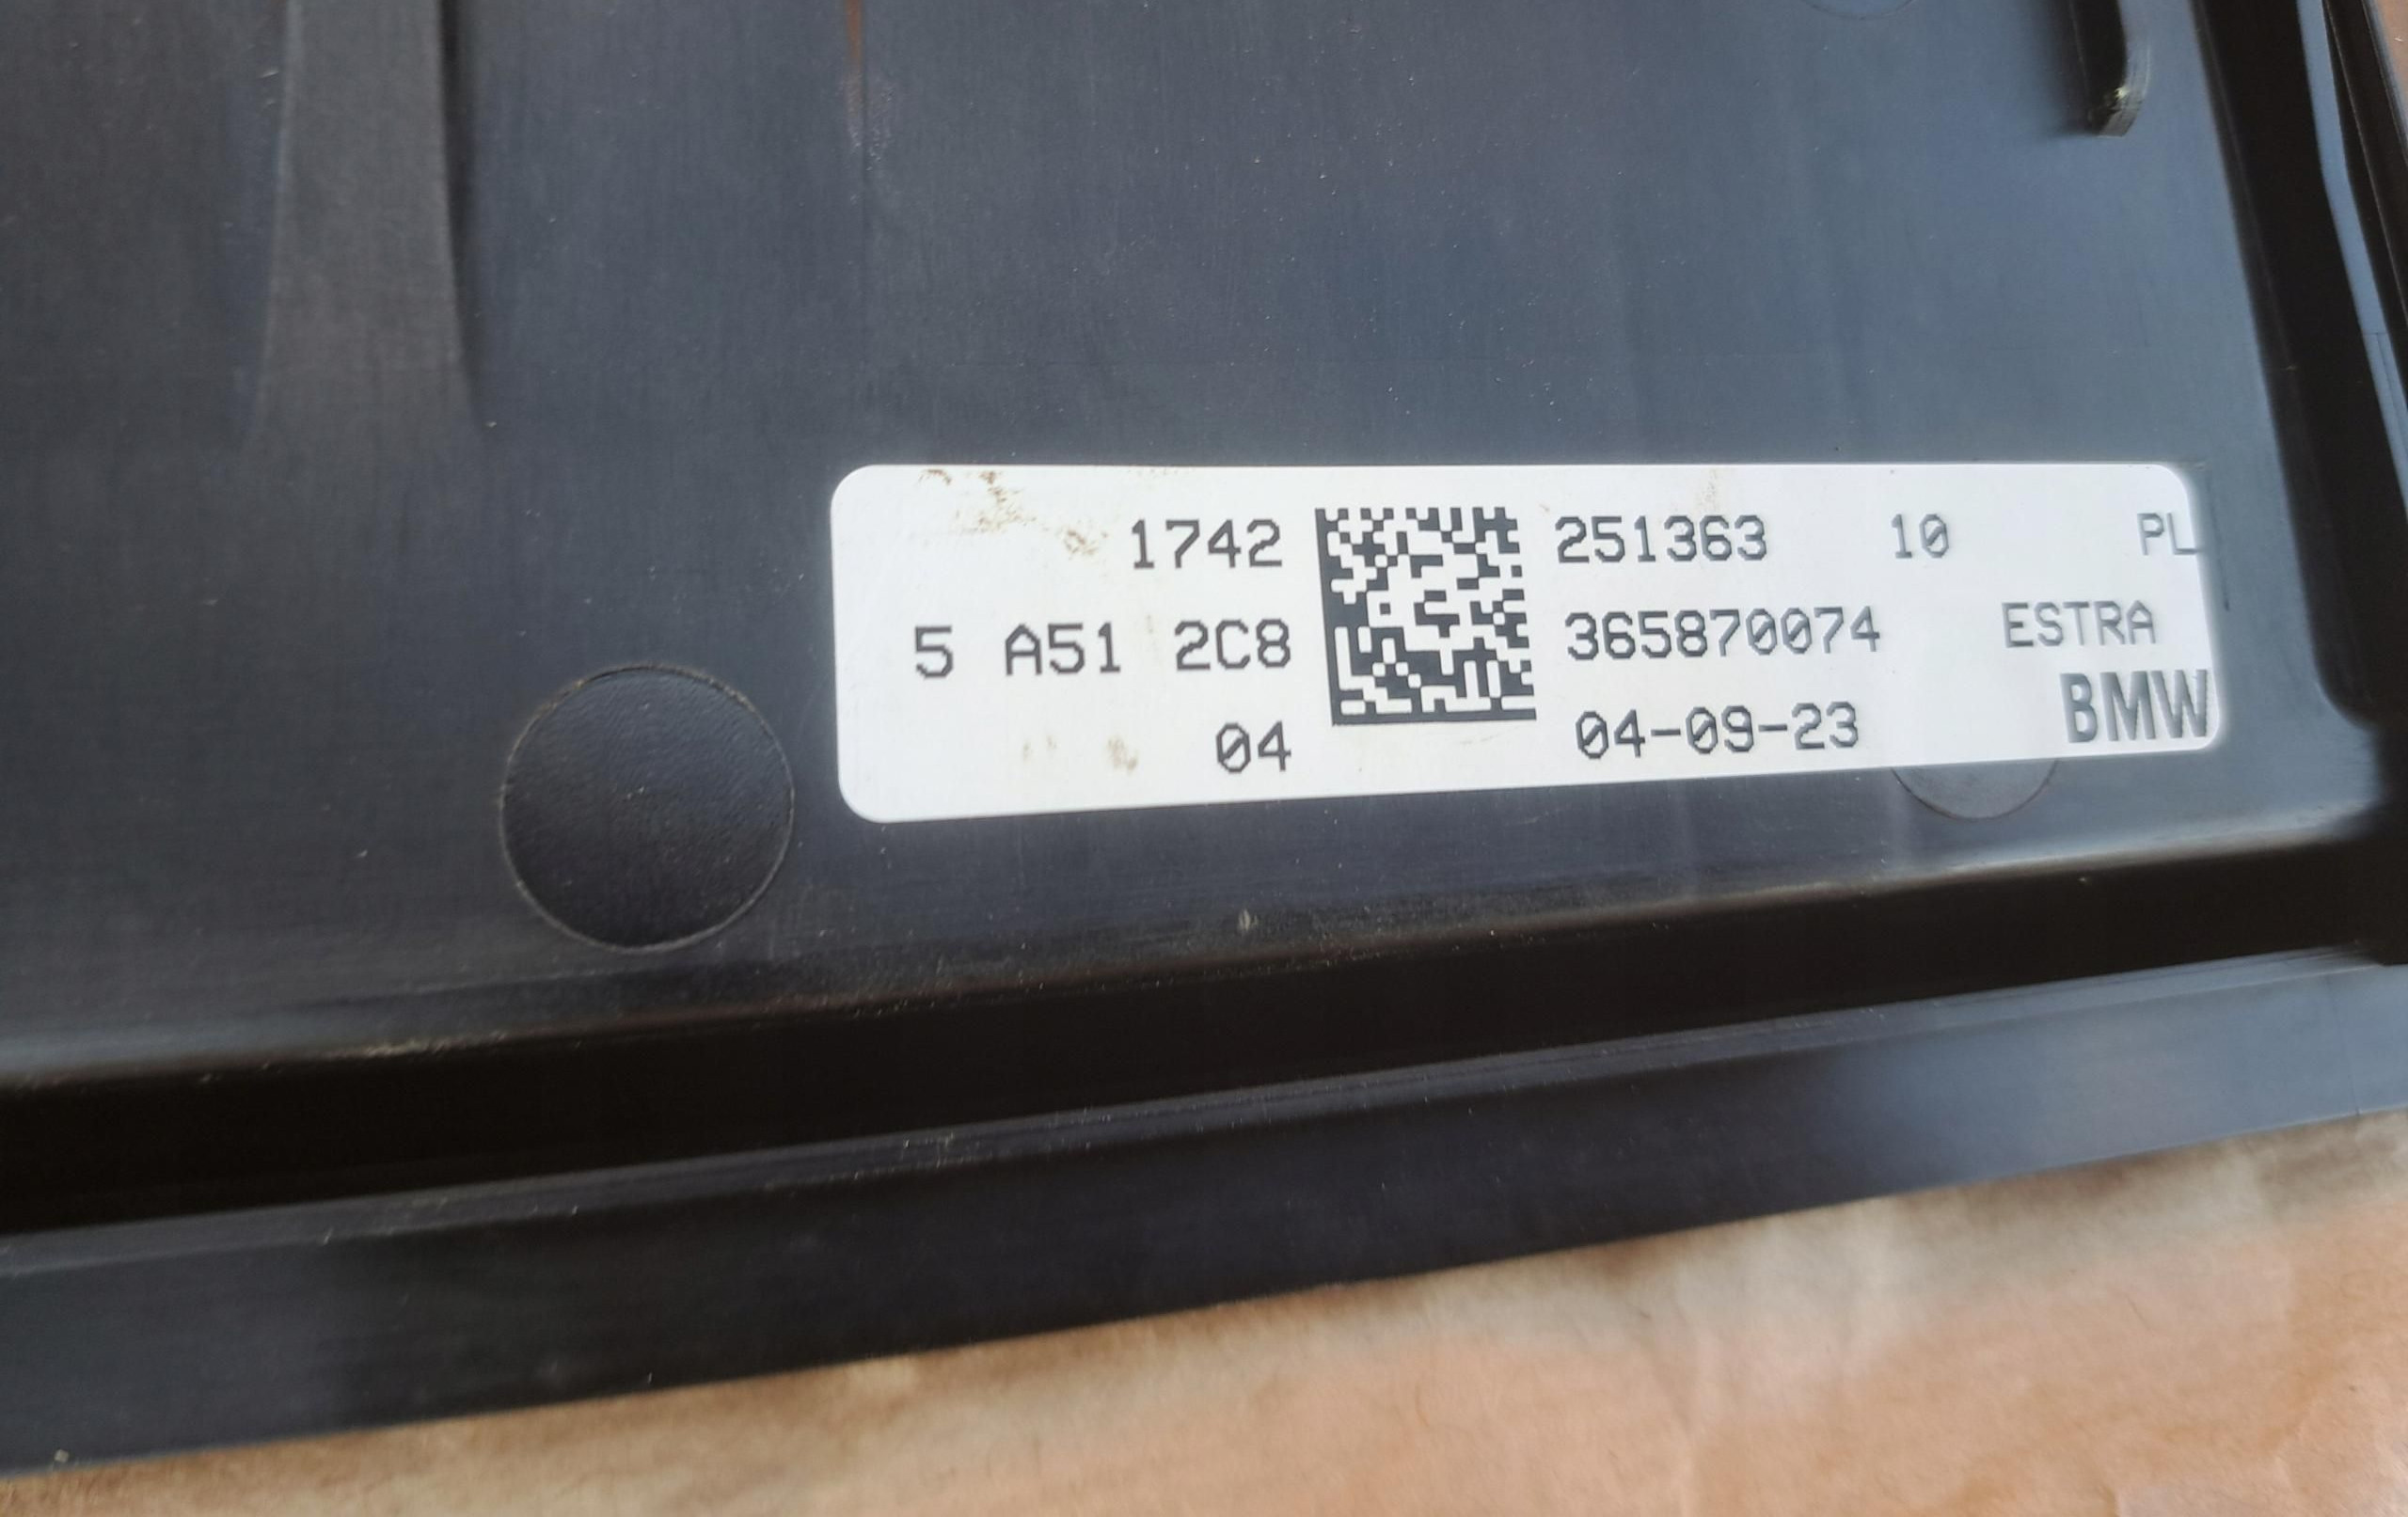 1742 251363 10 PL
5 A51 2C8 365870074 ESTRA
04 04-09-23 BMW